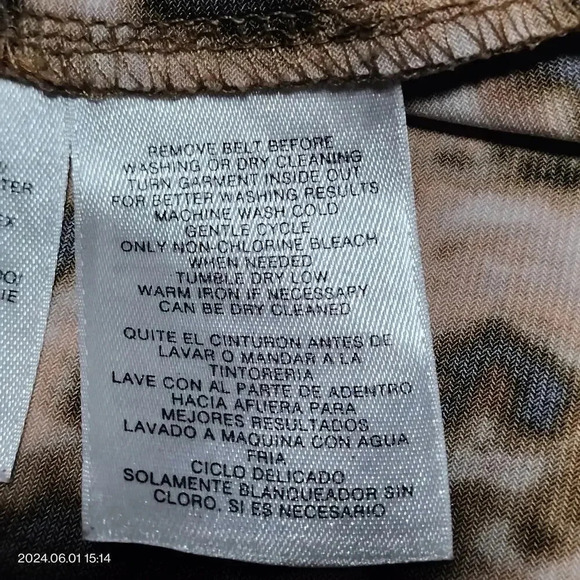 REMOVE BELT BEFORE
WASHING OR DRY CLEANING
TURN GARMENT INSIDE OUT
FOR BETTER WASHING RESULTS
MACHINE WASH COLD
GENTLE CYCLE
ONLY NON-CHLORINE BLEACH
WHEN NEEDED
TUMBLE DRY LOW
WARM IRON IF NECESSARY
CAN BE DRY CLEANED
QUITE EL CINTURON ANTES DE
LAVAR O MANDAR A LA
TINTORERIA
LAVE CON AL PARTE DE ADENTRO
HACIA AFUERA PARA
MEJORES RESULTADOS
LAVADO A MAQUINA CON AGUA
FRIA
CICLO DELICADO
SOLAMENTE BLANQUEADOR SIN
CLORO. SI ES NECESARIO
2024.06.01 15:14